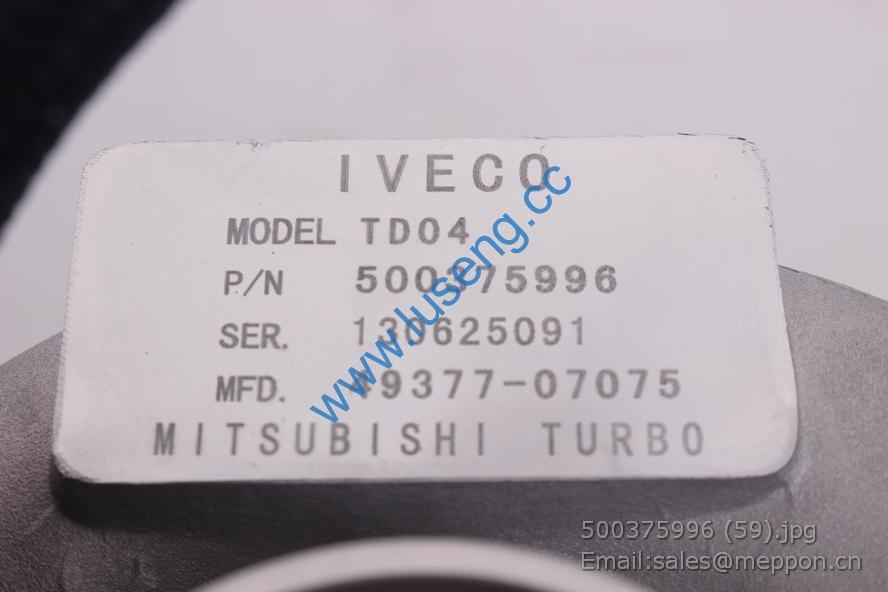 IVECO
MODEL TD04
P/N 500375996
SER. 130625091
MFD. 49377-07075
MITSUBISHI TURBO
www.luseng.cc
500375996 (59).jpg
Email:sales@meppon.cn